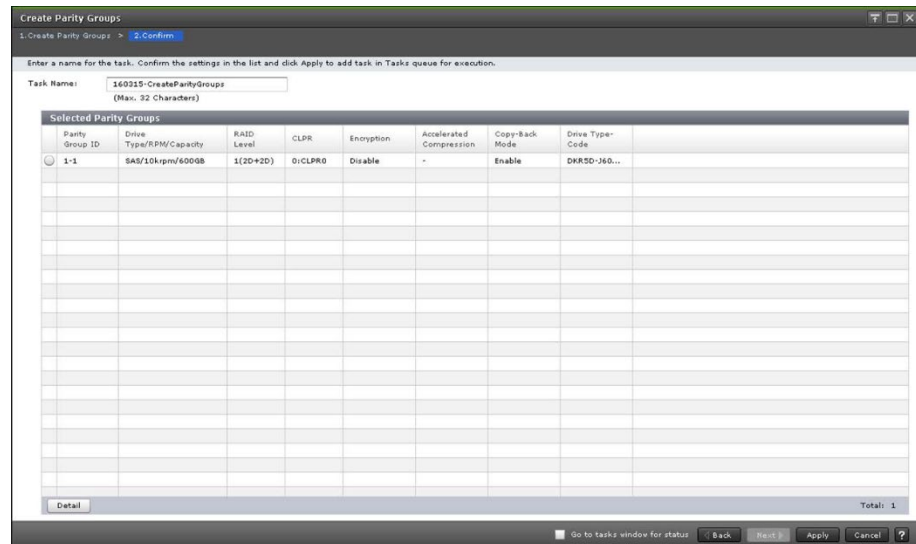 Create Parity Groups
1.Create Parity Groups > 2.Confirm
Enter a name for the task. Confirm the settings in the list and click Apply to add task in Tasks queue for execution.
Task Name: 160315-CreateParityGroups
(Max. 32 Characters)
Selected Parity Groups
Parity Group ID Drive Type/RPM/Capacity RAID Level CLPR Encryption Accelerated Compression Copy-Back Mode Drive Type-Code
1-1 SAS/10krpm/600GB 1(2D+2D) 0:CLPR0 Disable - Enable DKR5D-J60...
Detail Total: 1
Go to tasks window for status Back Next Apply Cancel ?